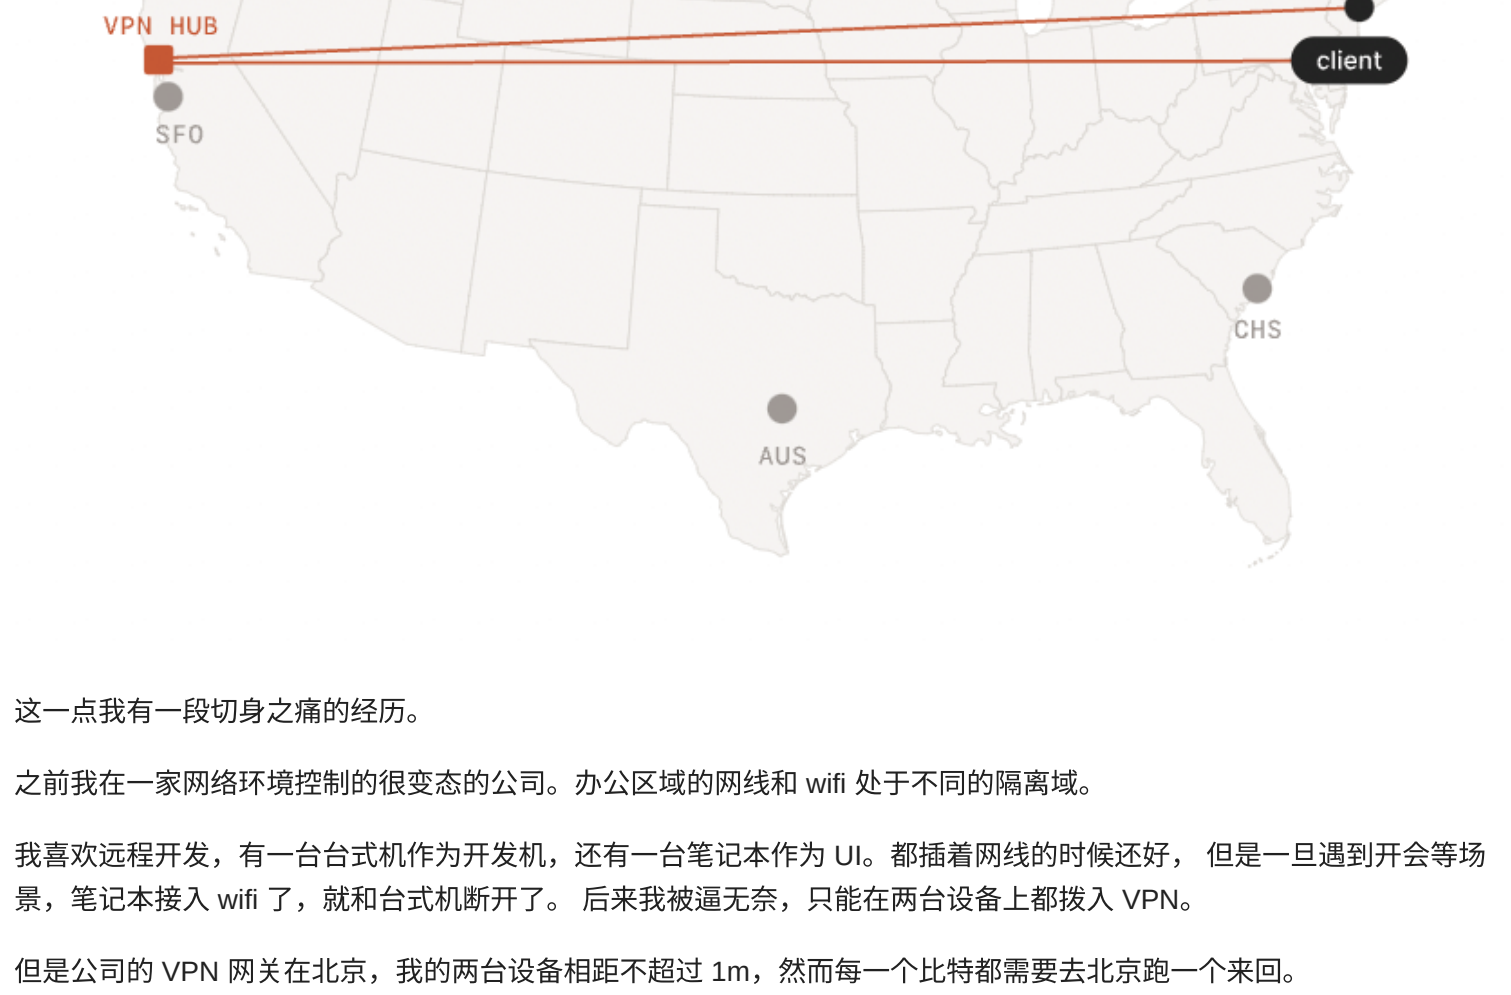 VPN HUB
client
SFO
CHS
AUS
这一点我有一段切身之痛的经历。
之前我在一家网络环境控制的很变态的公司。办公区域的网线和 wifi 处于不同的隔离域。
我喜欢远程开发，有一台台式机作为开发机，还有一台笔记本作为 UI。都插着网线的时候还好， 但是一旦遇到开会等场
景，笔记本接入 wifi 了，就和台式机断开了。 后来我被逼无奈，只能在两台设备上都拨入 VPN。
但是公司的 VPN 网关在北京，我的两台设备相距不超过 1m，然而每一个比特都需要去北京跑一个来回。